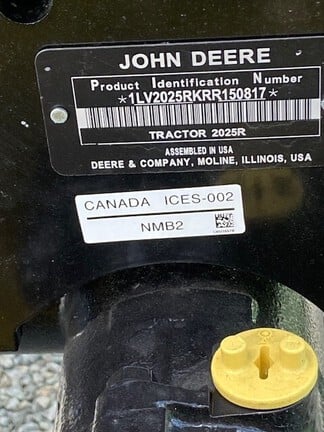 JOHN DEERE
Product Identification Number
*1LV2025RKRR150817*
TRACTOR 2025R
ASSEMBLED IN USA
DEERE & COMPANY, MOLINE, ILLINOIS, USA
CANADA ICES-002
NMB2